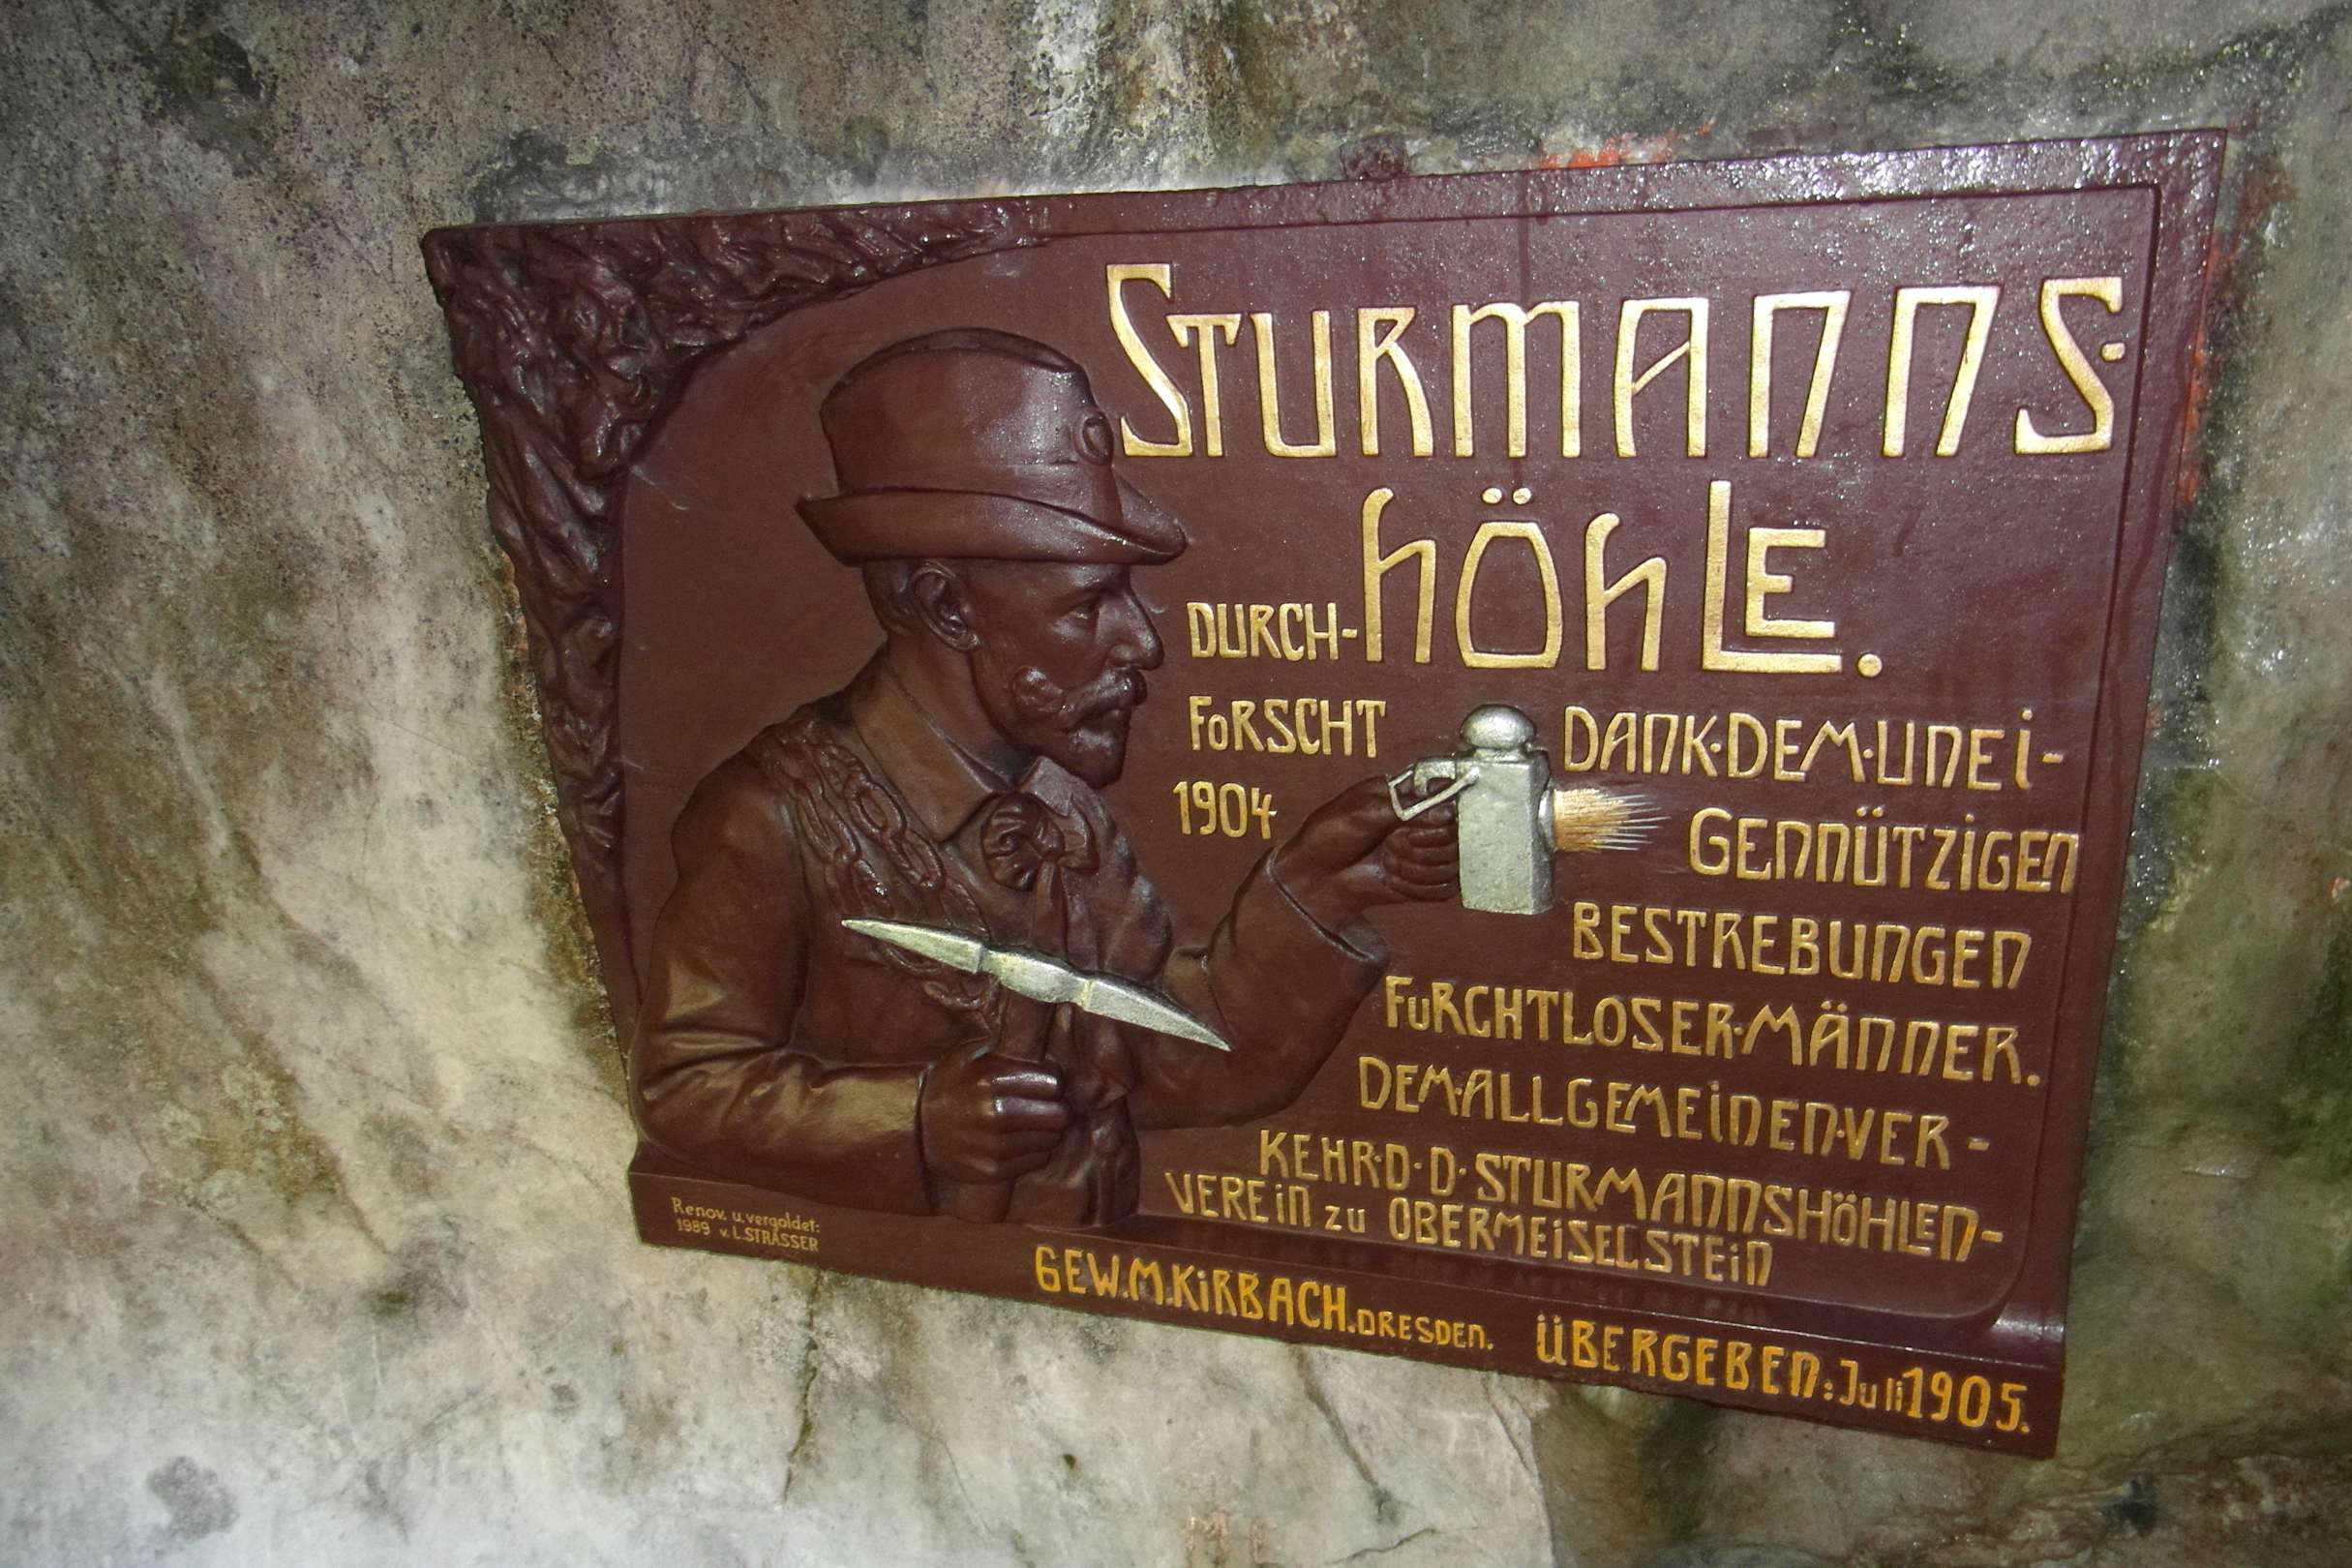 STURMANNS·
HÖHLE.
DURCH-
FORSCHT
1904
DANK·DEM·UNEI-
GENNÜTZIGEN
BESTREBUNGEN
FURCHTLOSER·MÄNNER.
DEM·ALLGEMEINEN·VER-
KEHR·D·D·STURMANNSHÖHLEN-
VEREIN ZU OBERMEISELSTEIN
Renov. u. vergoldet:
1989 v. L. STRASSER
GEW. M. KIRBACH. DRESDEN. ÜBERGEBEN: Juli 1905.